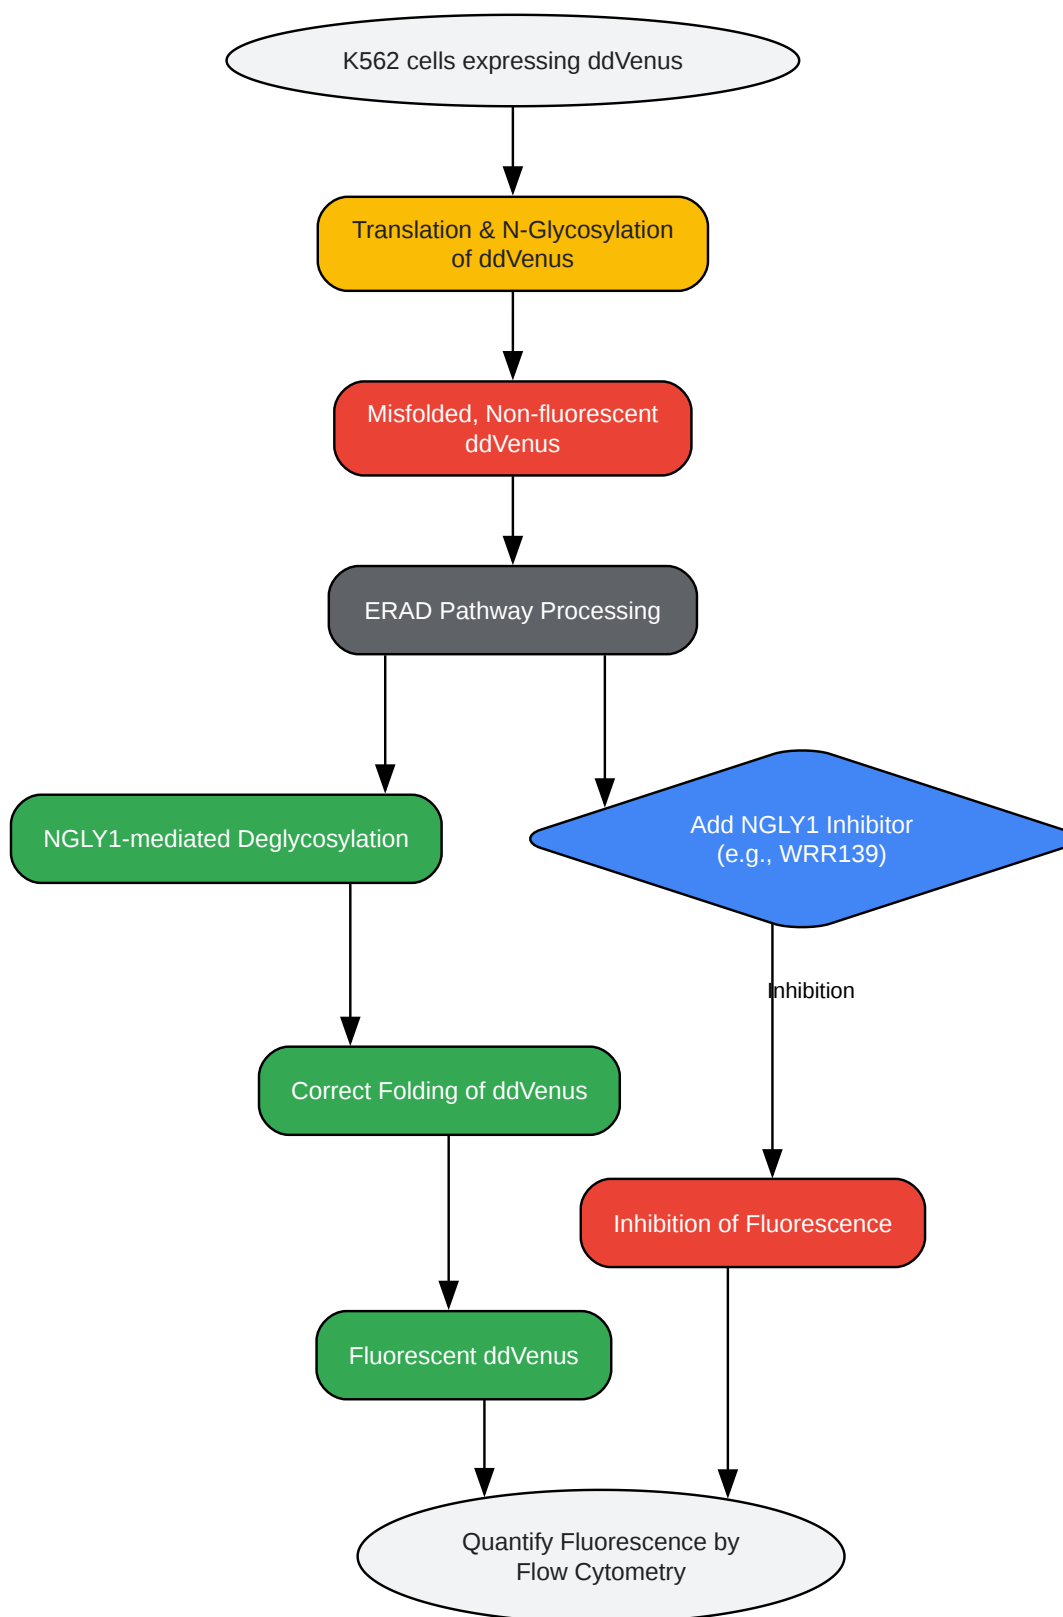 K562 cells expressing ddVenus
Translation & N-Glycosylation
of ddVenus
Misfolded, Non-fluorescent
ddVenus
ERAD Pathway Processing
NGLY1-mediated Deglycosylation
Add NGLY1 Inhibitor
(e.g., WRR139)
Inhibition
Correct Folding of ddVenus
Inhibition of Fluorescence
Fluorescent ddVenus
Quantify Fluorescence by
Flow Cytometry